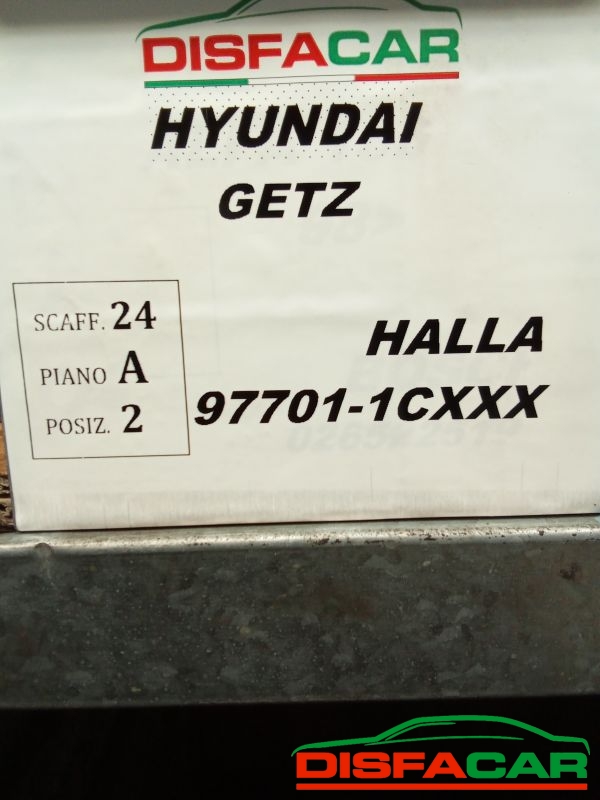 DISFACAR
HYUNDAI
GETZ
SCAFF. 24
PIANO A
POSIZ. 2
HALLA
97701-1CXXX
DISFACAR